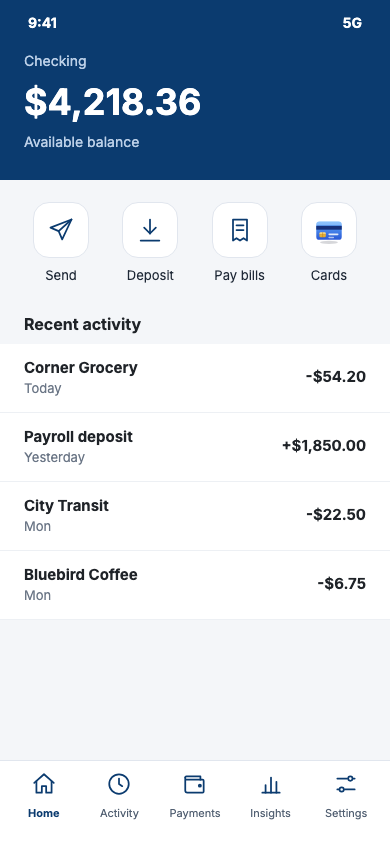 9:41 5G
Checking
$4,218.36
Available balance
Send Deposit Pay bills Cards
Recent activity
Corner Grocery -$54.20
Today
Payroll deposit +$1,850.00
Yesterday
City Transit -$22.50
Mon
Bluebird Coffee -$6.75
Mon
Home Activity Payments Insights Settings